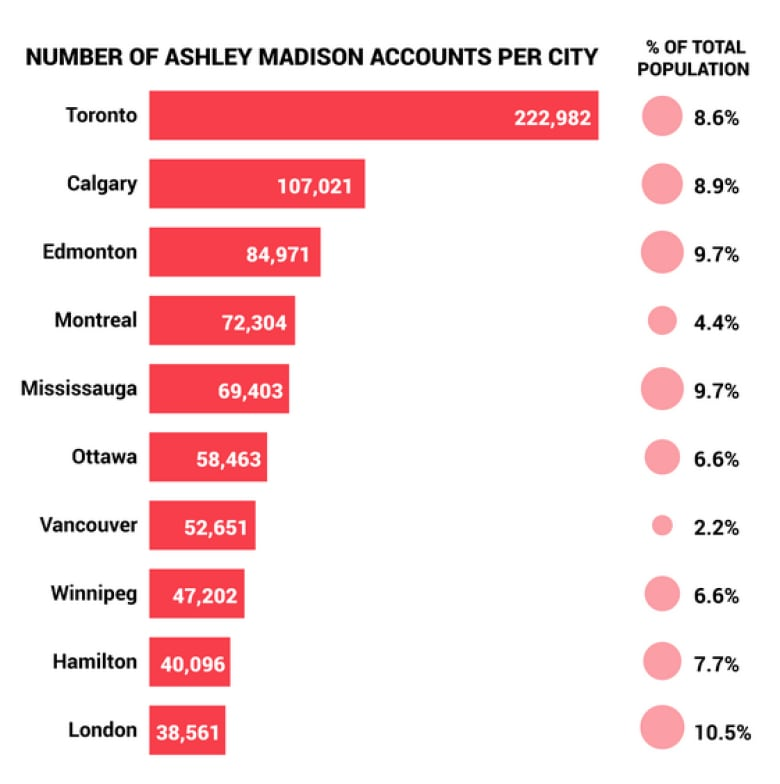 NUMBER OF ASHLEY MADISON ACCOUNTS PER CITY
% OF TOTAL
POPULATION
Toronto 222,982 8.6%
Calgary 107,021 8.9%
Edmonton 84,971 9.7%
Montreal 72,304 4.4%
Mississauga 69,403 9.7%
Ottawa 58,463 6.6%
Vancouver 52,651 2.2%
Winnipeg 47,202 6.6%
Hamilton 40,096 7.7%
London 38,561 10.5%